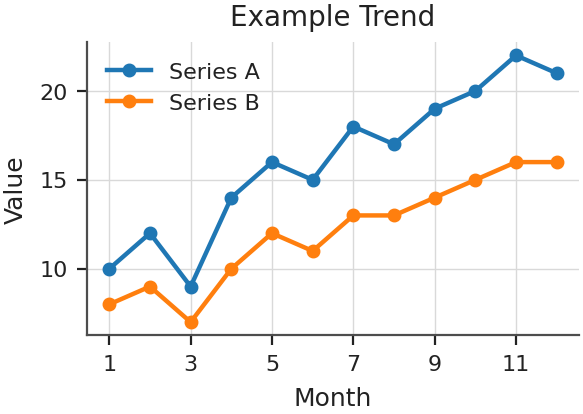 Example Trend
Series A
Series B
20
15
10
Value
1 3 5 7 9 11
Month